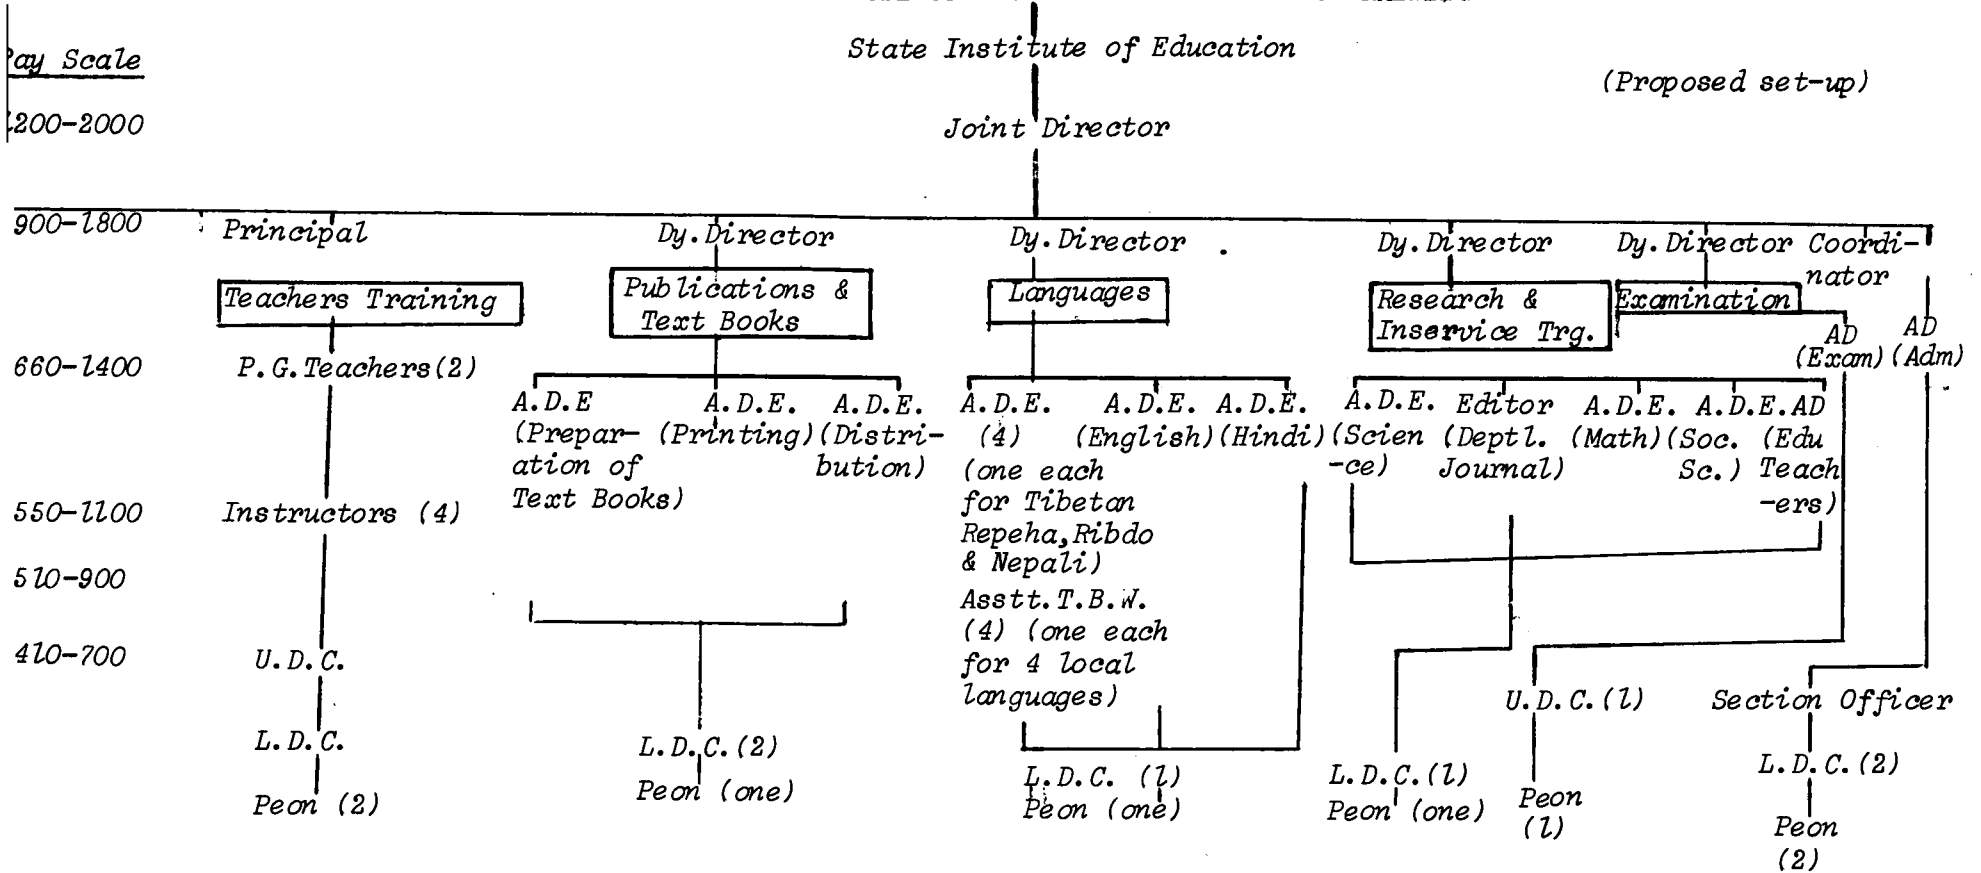 State Institute of Education
Pay Scale
(Proposed set-up)
1200-2000
Joint Director
900-1800
Principal
Dy.Director
Dy.Director
Dy.Director
Dy.Director
Coordi-
nator
Teachers Training
Publications &
Text Books
Languages
Research &
Inservice Trg.
Examination
AD
(Exam)
AD
(Adm)
660-1400
P.G.Teachers(2)
A.D.E
(Prepar-
ation of
Text Books)
A.D.E.
(Printing)
A.D.E.
(Distri-
bution)
A.D.E.
(4)
(one each
for Tibetan
Repeha,Ribdo
& Nepali)
Asstt.T.B.W.
(4) (one each
for 4 local
languages)
A.D.E.
(English)
A.D.E.
(Hindi)
A.D.E.
(Scien
-ce)
Editor
(Deptl.
Journal)
A.D.E.
(Math)
A.D.E.
(Soc.
Sc.)
AD
(Edu
Teach
-ers)
550-1100
Instructors (4)
510-900
410-700
U.D.C.
L.D.C.
Peon (2)
L.D.C.(2)
Peon (one)
L.D.C. (1)
Peon (one)
L.D.C.(1)
Peon (one)
U.D.C.(1)
Peon
(1)
Section Officer
L.D.C.(2)
Peon
(2)